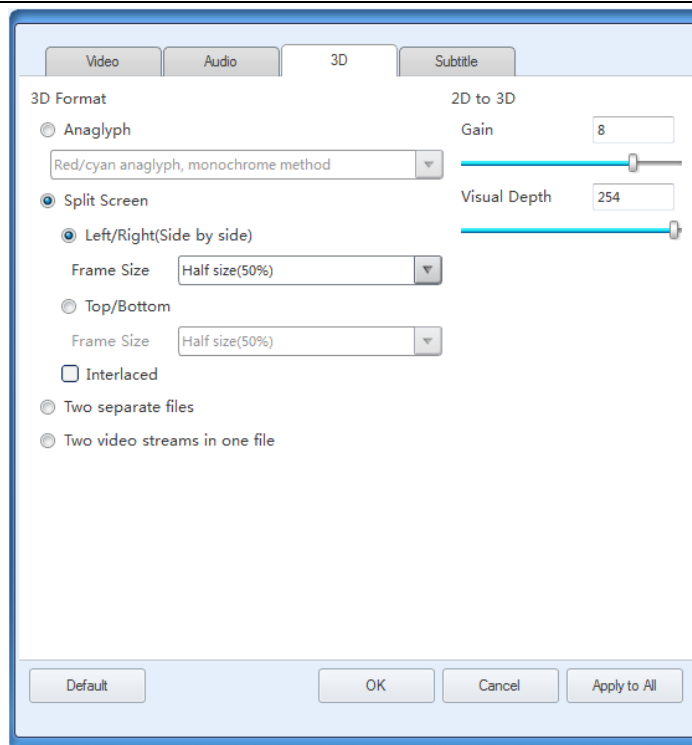 Video Audio 3D Subtitle
3D Format
2D to 3D
Anaglyph
Gain 8
Red/cyan anaglyph, monochrome method
Split Screen
Visual Depth 254
Left/Right(Side by side)
Frame Size Half size(50%)
Top/Bottom
Frame Size Half size(50%)
Interlaced
Two separate files
Two video streams in one file
Default OK Cancel Apply to All